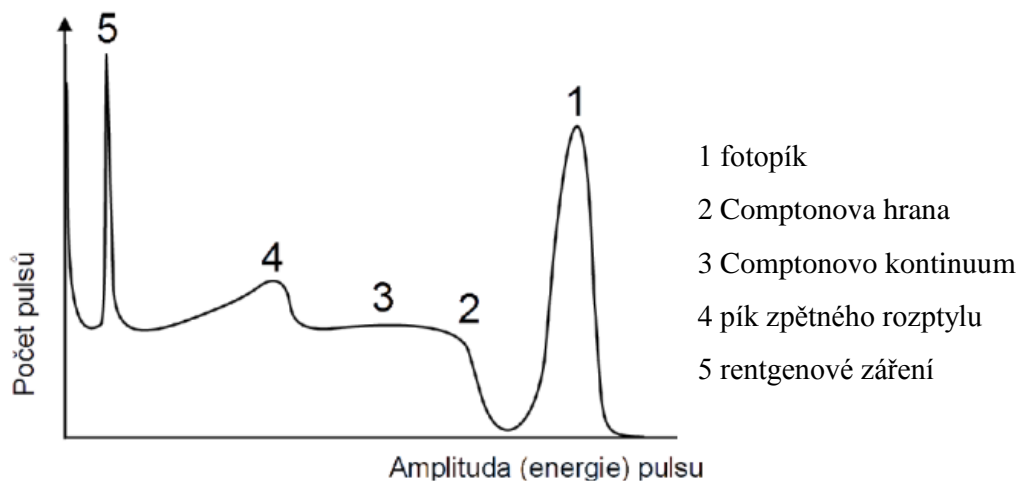 5
1
4
3
2
Počet pulsů
Amplituda (energie) pulsu
1 fotopík
2 Comptonova hrana
3 Comptonovo kontinuum
4 pík zpětného rozptylu
5 rentgenové záření